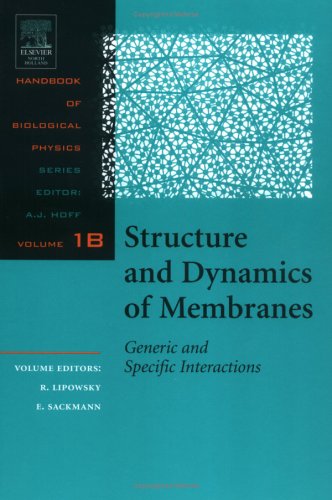 ELSEVIER
NORTH
HOLLAND
HANDBOOK
OF
BIOLOGICAL
PHYSICS
SERIES
EDITOR:
A.J. HOFF
VOLUME 1B
Structure
and Dynamics
of Membranes
Generic and
Specific Interactions
VOLUME EDITORS:
R. LIPOWSKY
E. SACKMANN